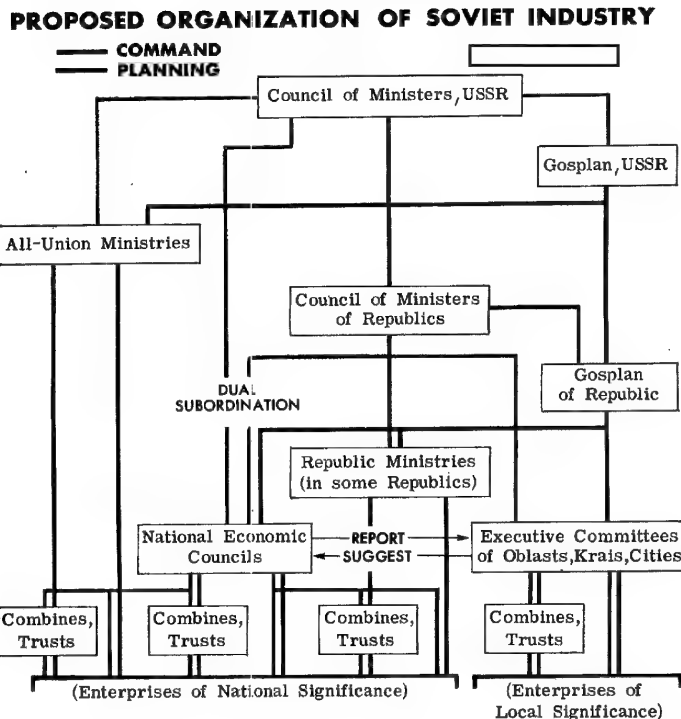 PROPOSED ORGANIZATION OF SOVIET INDUSTRY
COMMAND
PLANNING
Council of Ministers, USSR
Gosplan, USSR
All-Union Ministries
Council of Ministers
of Republics
Gosplan
of Republic
DUAL
SUBORDINATION
Republic Ministries
(in some Republics)
National Economic
Councils
REPORT
SUGGEST
Executive Committees
of Oblasts, Krais, Cities
Combines,
Trusts
Combines,
Trusts
Combines,
Trusts
Combines,
Trusts
(Enterprises of National Significance)
(Enterprises of
Local Significance)